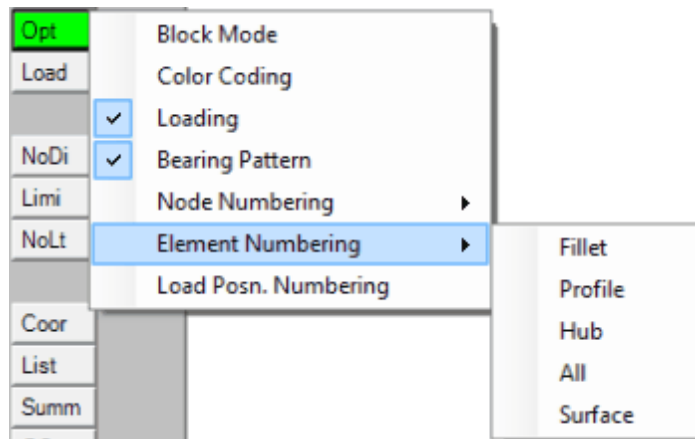 Opt
Load
NoDi
Limi
NoLt
Coor
List
Summ
Block Mode
Color Coding
Loading
Bearing Pattern
Node Numbering
Element Numbering
Load Posn. Numbering
Fillet
Profile
Hub
All
Surface